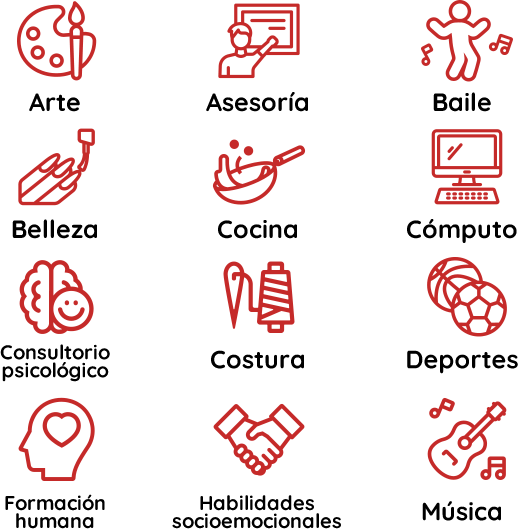 Arte
Asesoría
Baile
Belleza
Cocina
Cómputo
Consultorio
psicológico
Costura
Deportes
Formación
humana
Habilidades
socioemocionales
Música